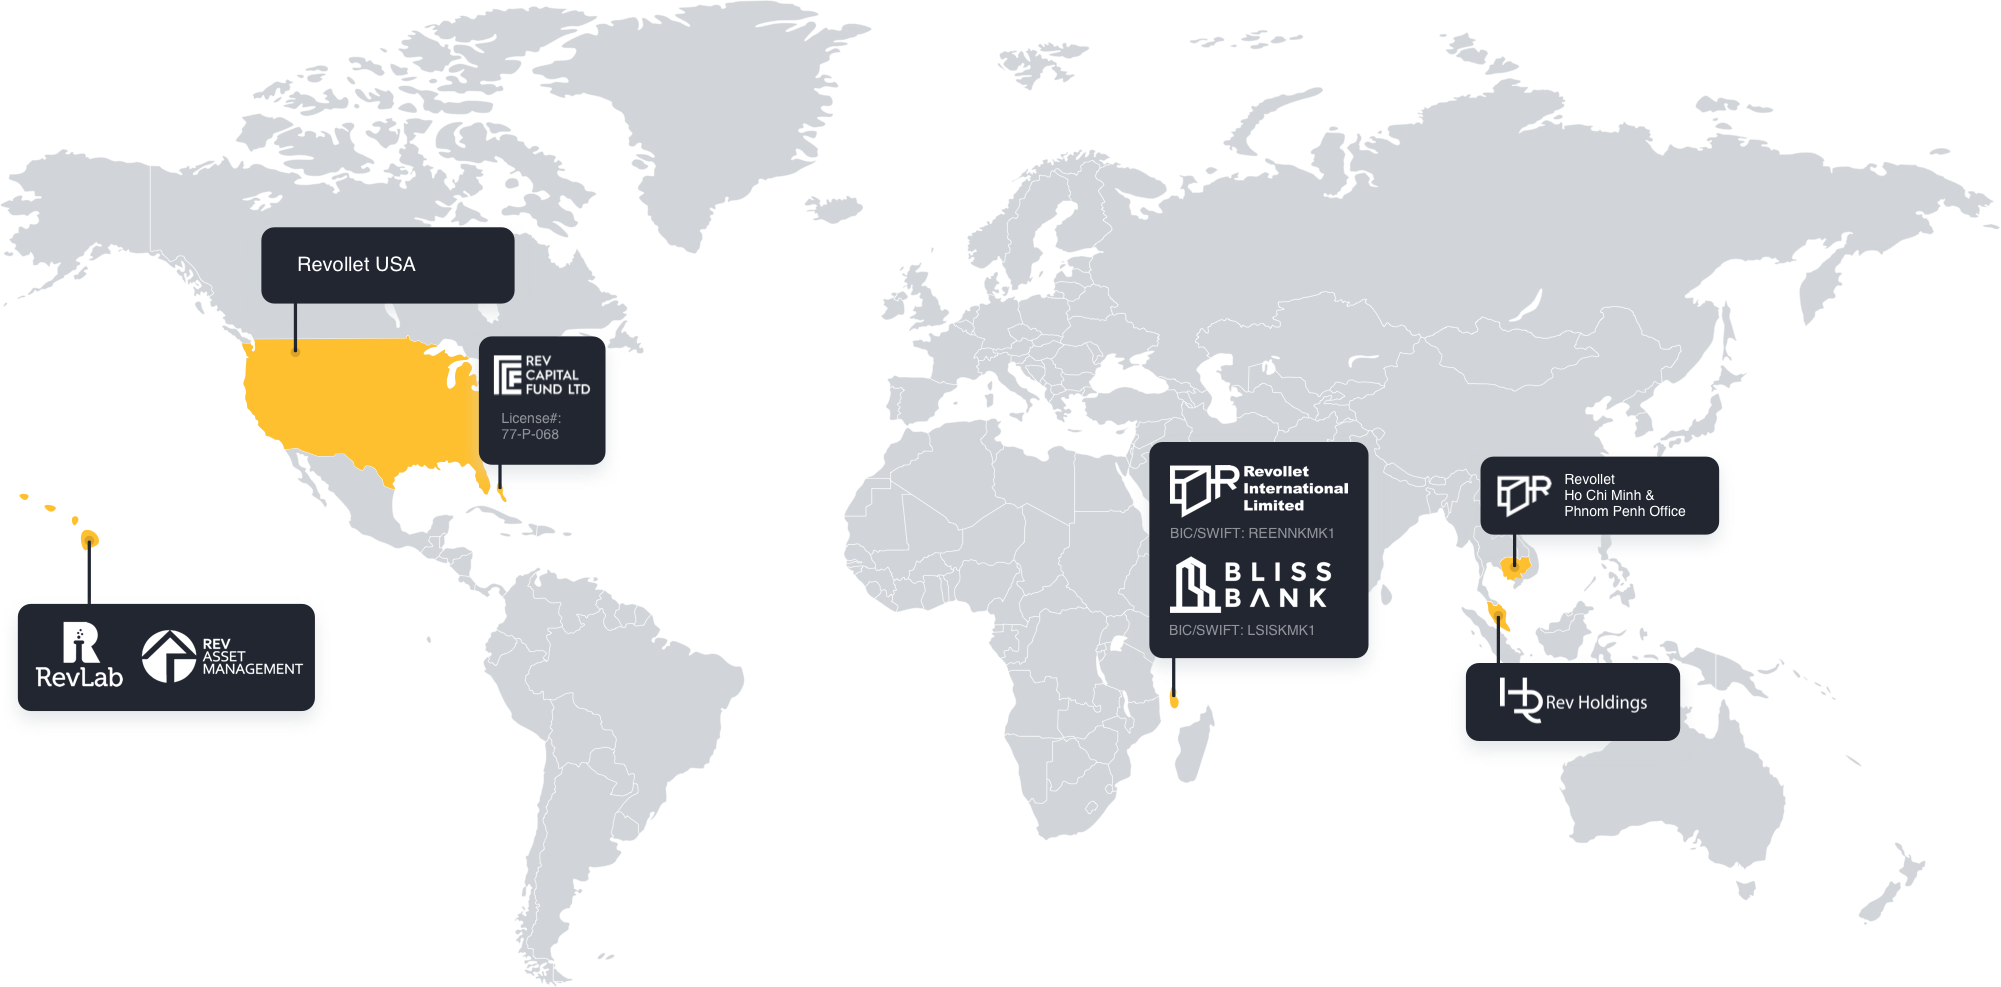 Revollet USA
REV
CAPITAL
FUND LTD
License#:
77-P-068
Revollet
International
Limited
BIC/SWIFT: REENNKMK1
BLISS
BANK
BIC/SWIFT: LSISKMK1
Revollet
Ho Chi Minh &
Phnom Penh Office
Rev Holdings
RevLab
REV
ASSET
MANAGEMENT